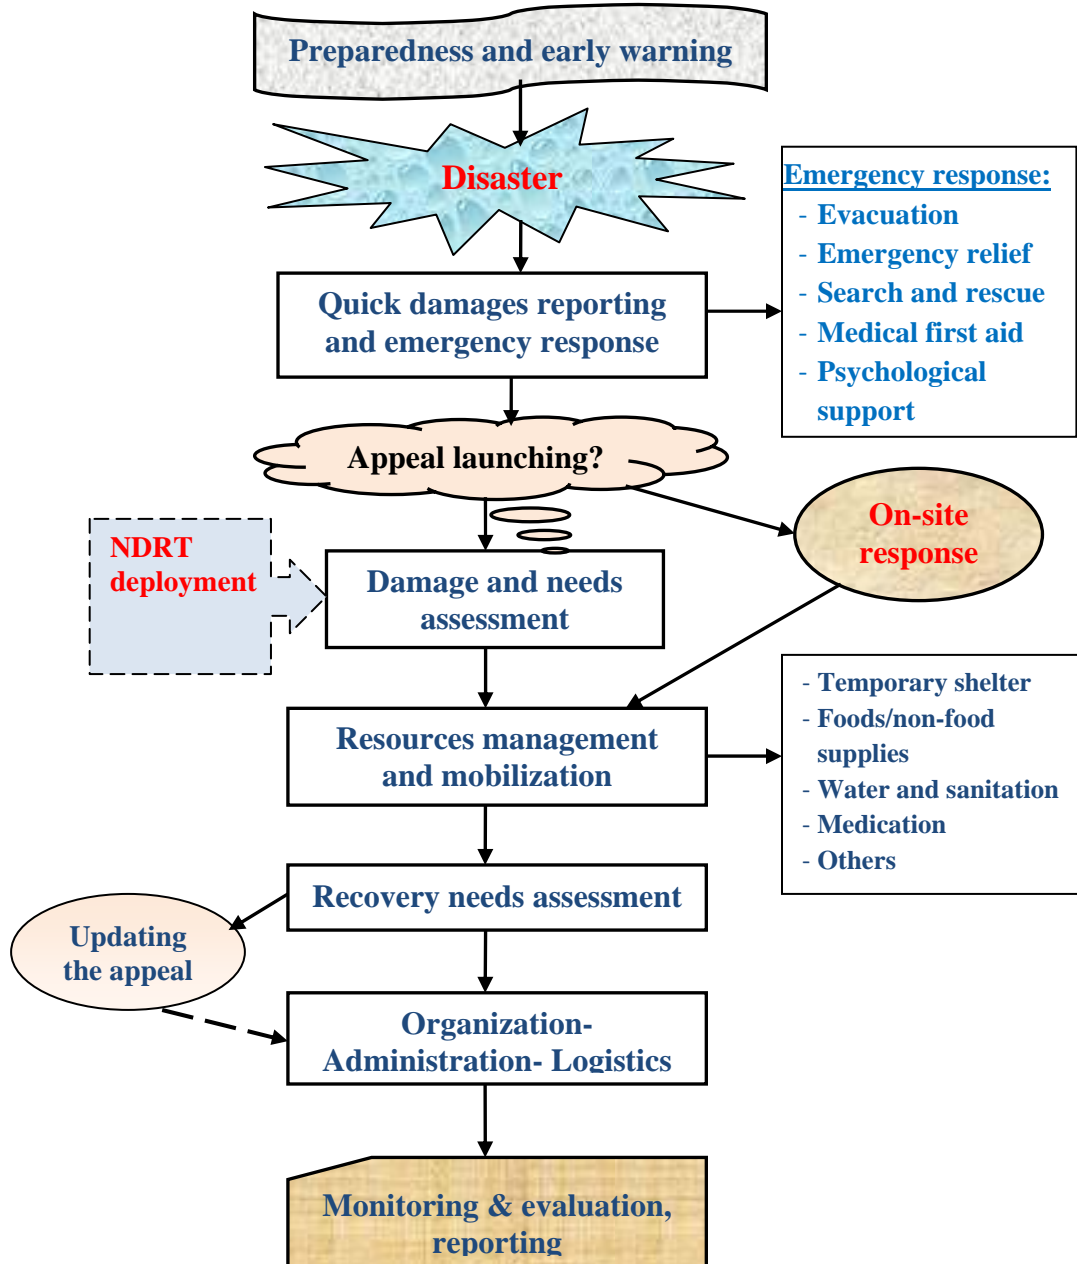 Preparedness and early warning
Disaster
Emergency response:
- Evacuation
- Emergency relief
- Search and rescue
- Medical first aid
- Psychological
support
Quick damages reporting
and emergency response
Appeal launching?
On-site
response
NDRT
deployment
Damage and needs
assessment
- Temporary shelter
- Foods/non-food
supplies
- Water and sanitation
- Medication
- Others
Resources management
and mobilization
Recovery needs assessment
Updating
the appeal
Organization-
Administration- Logistics
Monitoring & evaluation,
reporting